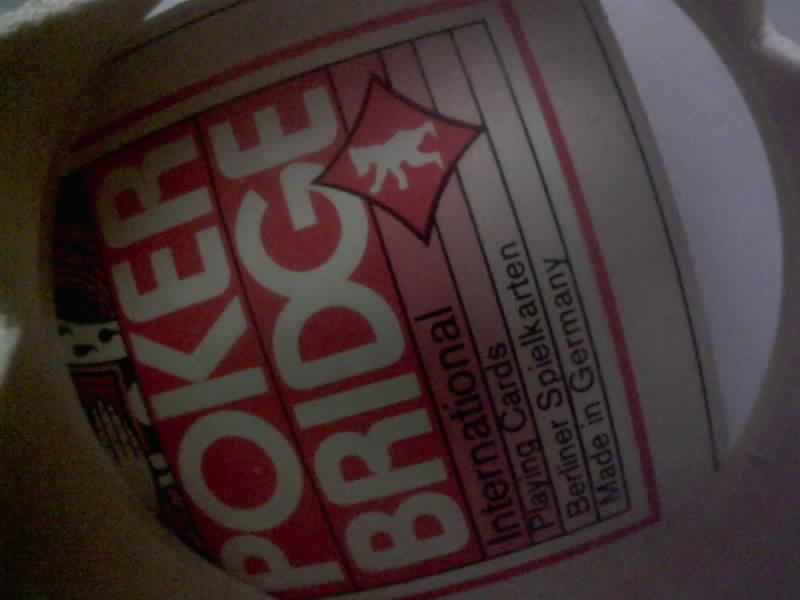 POKER
BRIDGE
International
Playing Cards
Berliner Spielkarten
Made in Germany